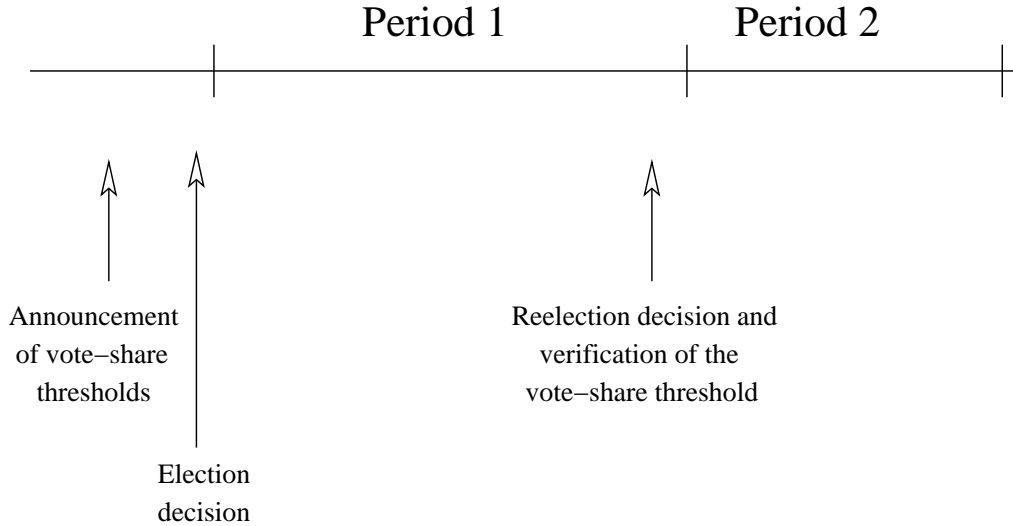 Period 1
Period 2
Announcement
of vote−share
thresholds
Election
decision
Reelection decision and
verification of the
vote−share threshold